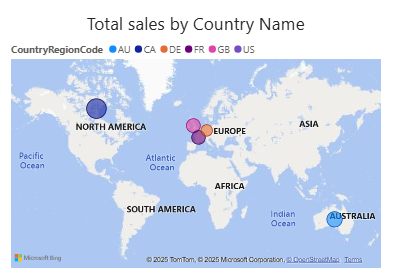 Total sales by Country Name
CountryRegionCode AU CA DE FR GB US
NORTH AMERICA
EUROPE
ASIA
Pacific
Ocean
Atlantic
Ocean
AFRICA
SOUTH AMERICA
Indian
Ocean
AUSTRALIA
Microsoft Bing
© 2025 TomTom, © 2025 Microsoft Corporation, © OpenStreetMap Terms